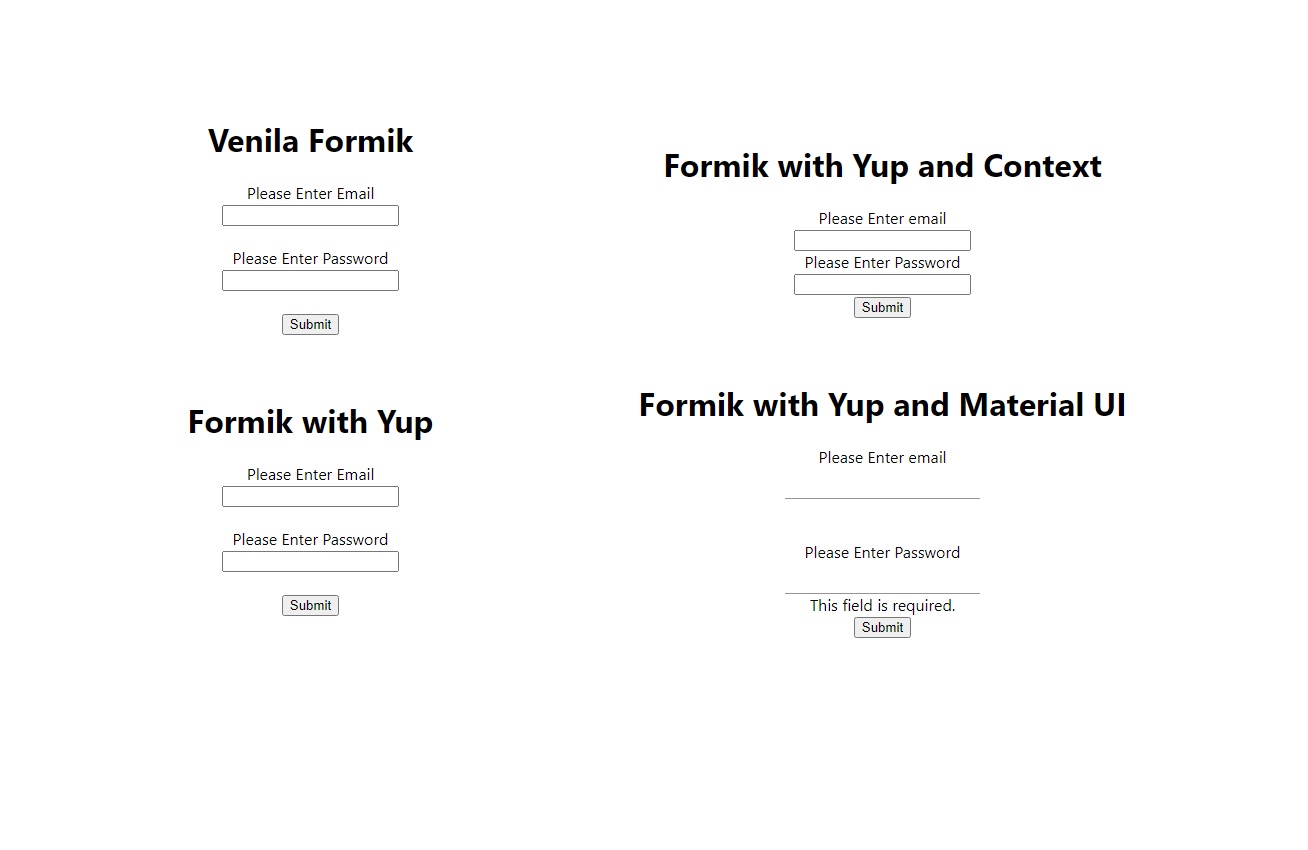 Venila Formik
Please Enter Email
Please Enter Password
Submit
Formik with Yup
Please Enter Email
Please Enter Password
Submit
Formik with Yup and Context
Please Enter email
Please Enter Password
Submit
Formik with Yup and Material UI
Please Enter email
Please Enter Password
This field is required.
Submit